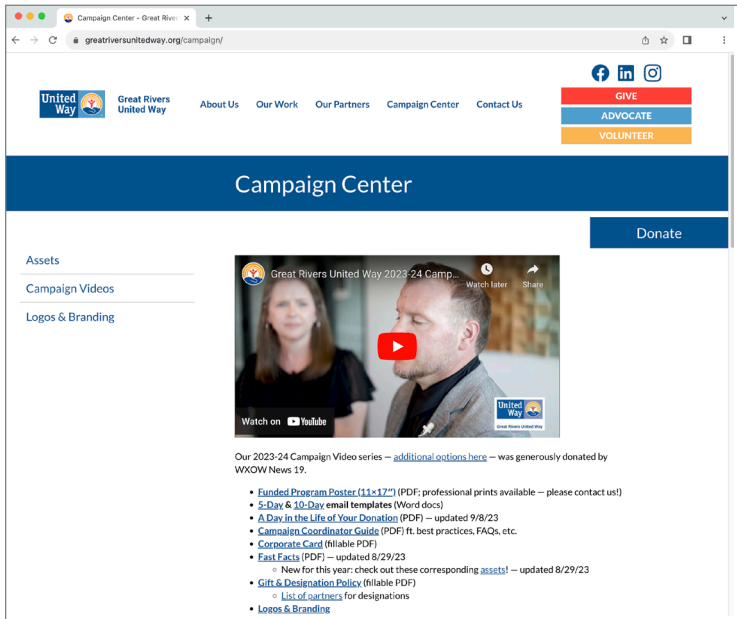 Campaign Center - Great River
greatriversunitedway.org/campaign/
United
Way
Great Rivers
United Way
About Us
Our Work
Our Partners
Campaign Center
Contact Us
GIVE
ADVOCATE
VOLUNTEER
Campaign Center
Donate
Assets
Campaign Videos
Logos & Branding
Great Rivers United Way 2023-24 Camp...
Watch later
Share
Watch on YouTube
United
Way
Great Rivers United Way
Our 2023-24 Campaign Video series — additional options here — was generously donated by
WXOW News 19.
• Funded Program Poster (11×17″) (PDF; professional prints available — please contact us!)
• 5-Day & 10-Day email templates (Word docs)
• A Day in the Life of Your Donation (PDF) — updated 9/8/23
• Campaign Coordinator Guide (PDF) ft. best practices, FAQs, etc.
• Corporate Card (fillable PDF)
• Fast Facts (PDF) — updated 8/29/23
◦ New for this year: check out these corresponding assets! — updated 8/29/23
• Gift & Designation Policy (fillable PDF)
◦ List of partners for designations
• Logos & Branding